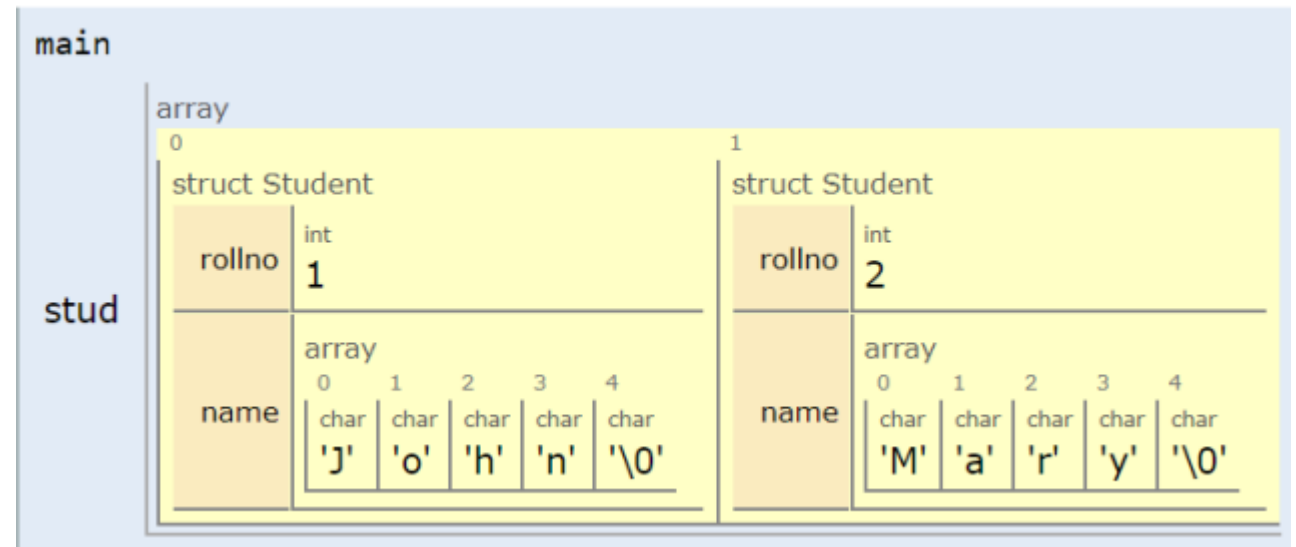 main
array
0 1
struct Student struct Student
int int
rollno 1 rollno 2
stud
array array
0 1 2 3 4 0 1 2 3 4
name char char char char char name char char char char char
'J' 'o' 'h' 'n' '\0' 'M' 'a' 'r' 'y' '\0'